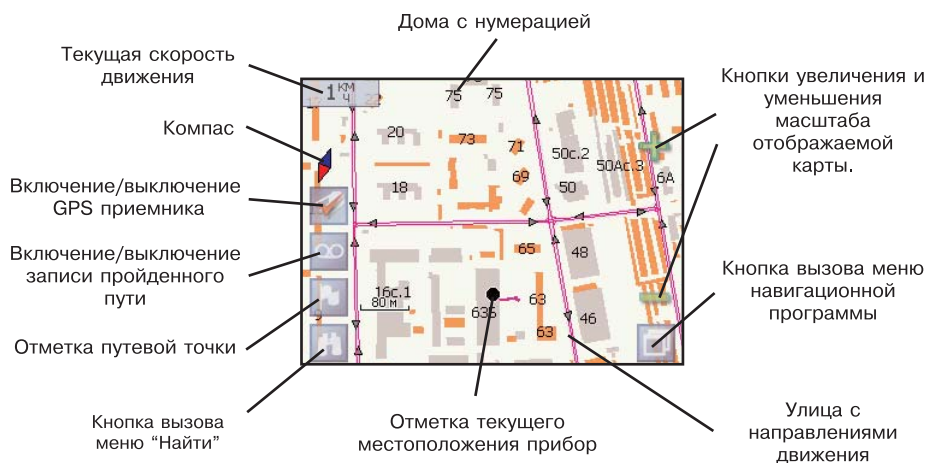 Дома с нумерацией
Текущая скорость
движения
Компас
Включение/выключение
GPS приемника
Включение/выключение
записи пройденного
пути
Отметка путевой точки
Кнопка вызова
меню “Найти”
Отметка текущего
местоположения прибор
Кнопки увеличения и
уменьшения
масштаба
отображаемой
карты.
Кнопка вызова меню
навигационной
программы
Улица с
направлениями
движения
1 КМ
Ч
75
75
20
73
71
50с.2
50Ас.3
6А
18
69
50
65
48
16с.1
80 м
63
63б
63
46